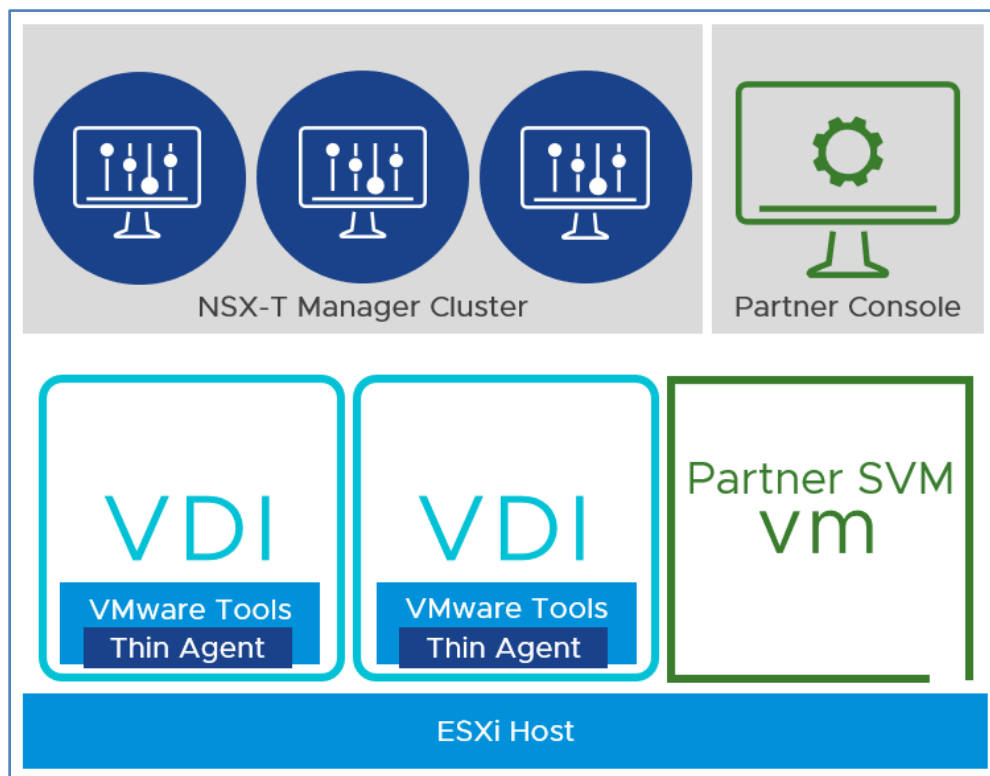 NSX-T Manager Cluster
Partner Console
VDI
VMware Tools
Thin Agent
VDI
VMware Tools
Thin Agent
Partner SVM
vm
ESXi Host